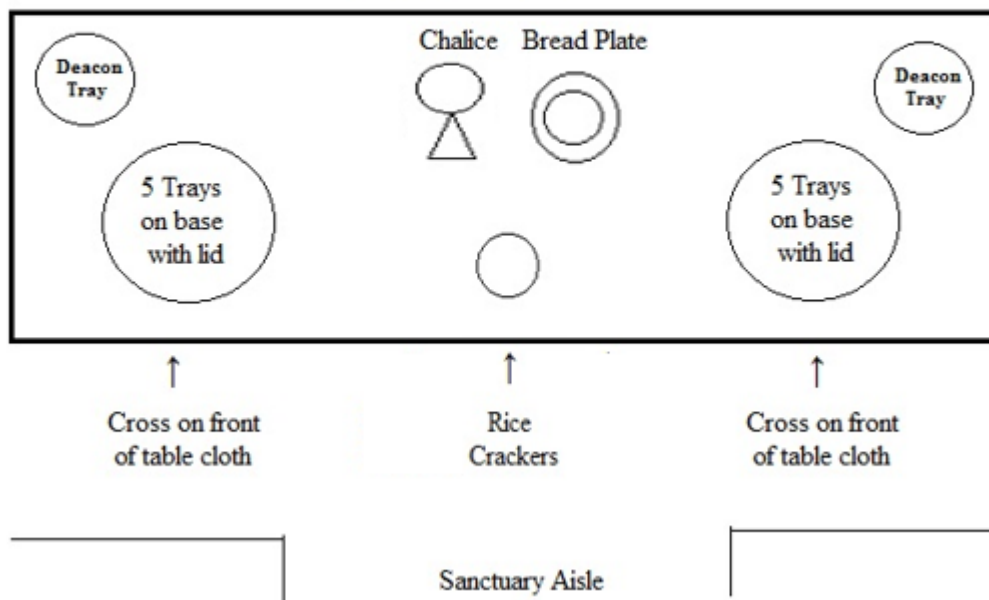 Chalice Bread Plate
Deacon
Tray
Deacon
Tray
5 Trays
on base
with lid
5 Trays
on base
with lid
↑ ↑ ↑
Cross on front
of table cloth
Rice
Crackers
Cross on front
of table cloth
Sanctuary Aisle